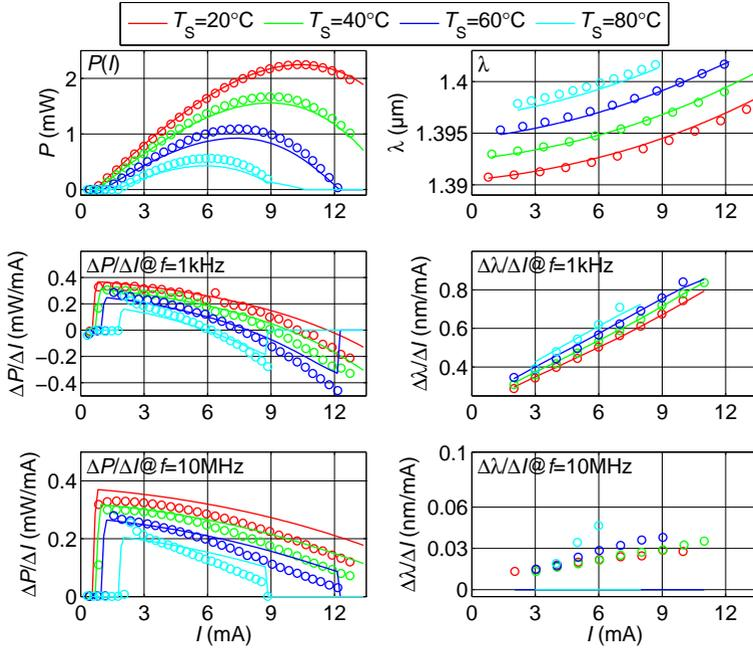 T_S=20°C T_S=40°C T_S=60°C T_S=80°C
P(I)
P (mW)
2
1
0
0 3 6 9 12
λ
λ (µm)
1.4
1.395
1.39
0 3 6 9 12
ΔP/ΔI@f=1kHz
ΔP/ΔI (mW/mA)
0.4
0.2
0
−0.2
−0.4
0 3 6 9 12
Δλ/ΔI@f=1kHz
Δλ/ΔI (nm/mA)
0.8
0.6
0.4
0 3 6 9 12
ΔP/ΔI@f=10MHz
ΔP/ΔI (mW/mA)
0.4
0.2
0
0 3 6 9 12
I (mA)
Δλ/ΔI@f=10MHz
Δλ/ΔI (nm/mA)
0.1
0.06
0.03
0
0 3 6 9 12
I (mA)